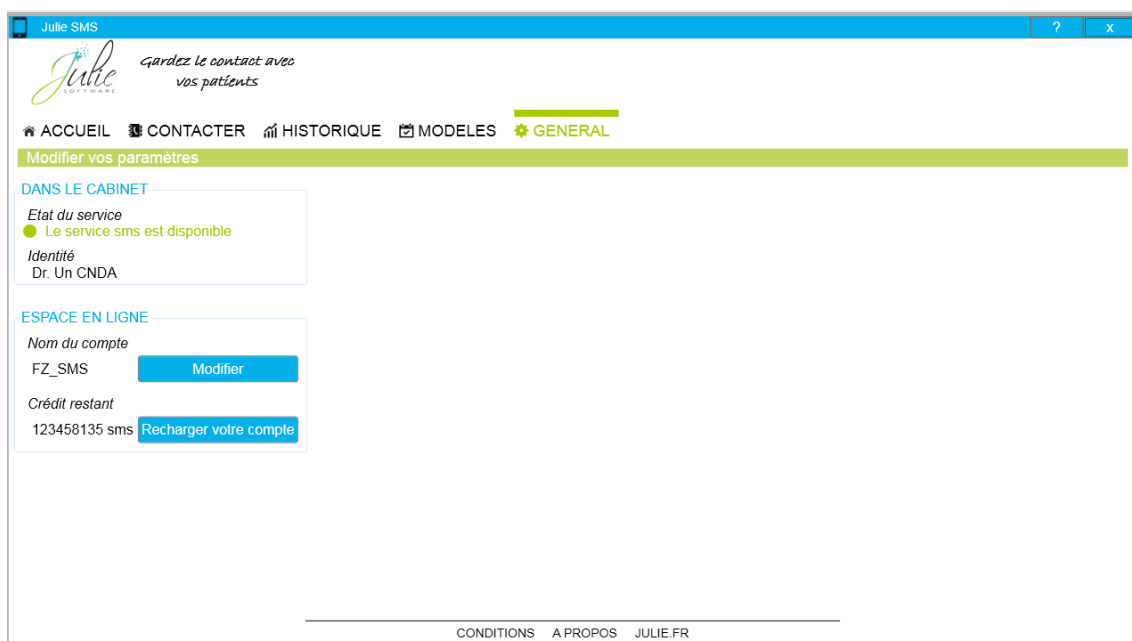 Julie SMS ? x
Julie
SOFTWARE
Gardez le contact avec
vos patients
ACCUEIL CONTACTER HISTORIQUE MODELES GENERAL
Modifier vos paramètres
DANS LE CABINET
Etat du service
Le service sms est disponible
Identité
Dr. Un CNDA
ESPACE EN LIGNE
Nom du compte
FZ_SMS Modifier
Crédit restant
123458135 sms Recharger votre compte
CONDITIONS A PROPOS JULIE.FR